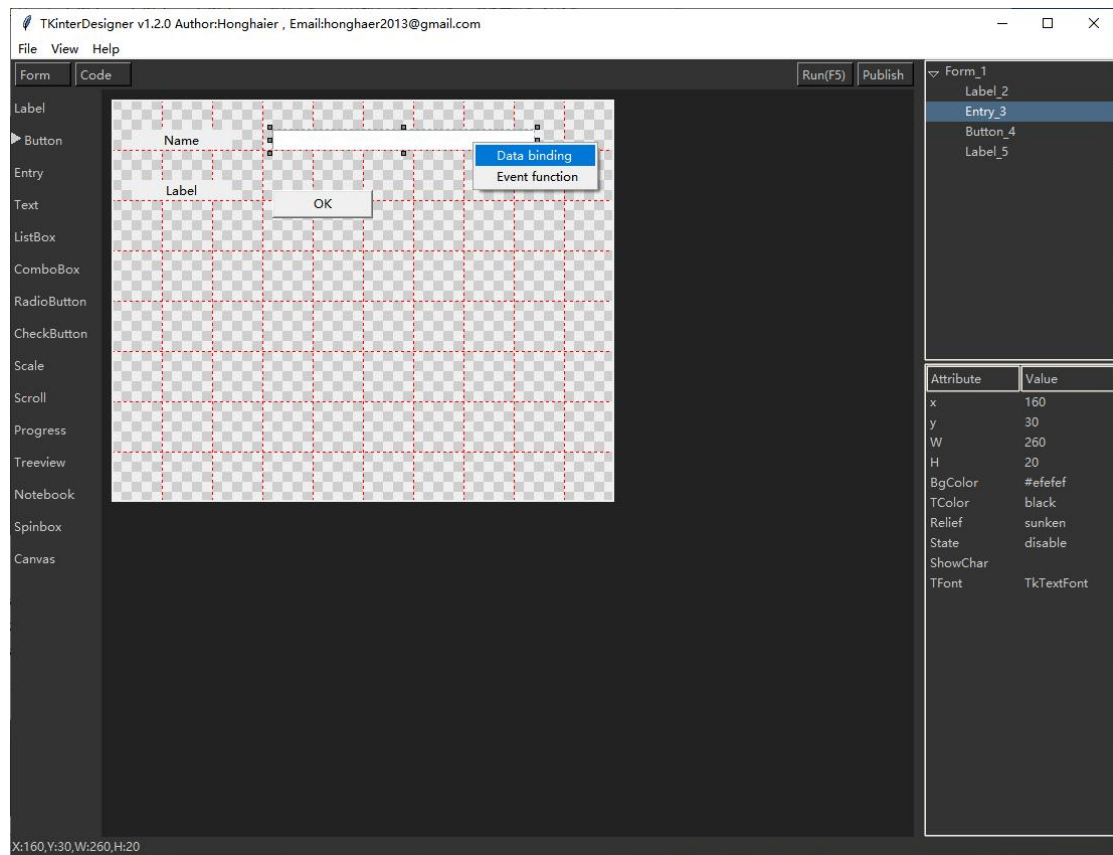 TKinterDesigner v1.2.0 Author:Honghaier , Email:honghaer2013@gmail.com
File View Help
Form Code Run(F5) Publish
Label
Button
Entry
Text
ListBox
ComboBox
RadioButton
CheckButton
Scale
Scroll
Progress
Treeview
Notebook
Spinbox
Canvas
Name
Data binding
Event function
Label
OK
Form_1
Label_2
Entry_3
Button_4
Label_5
Attribute Value
x 160
y 30
W 260
H 20
BgColor #efefef
TColor black
Relief sunken
State disable
ShowChar
TFont TkTextFont
X:160,Y:30,W:260,H:20